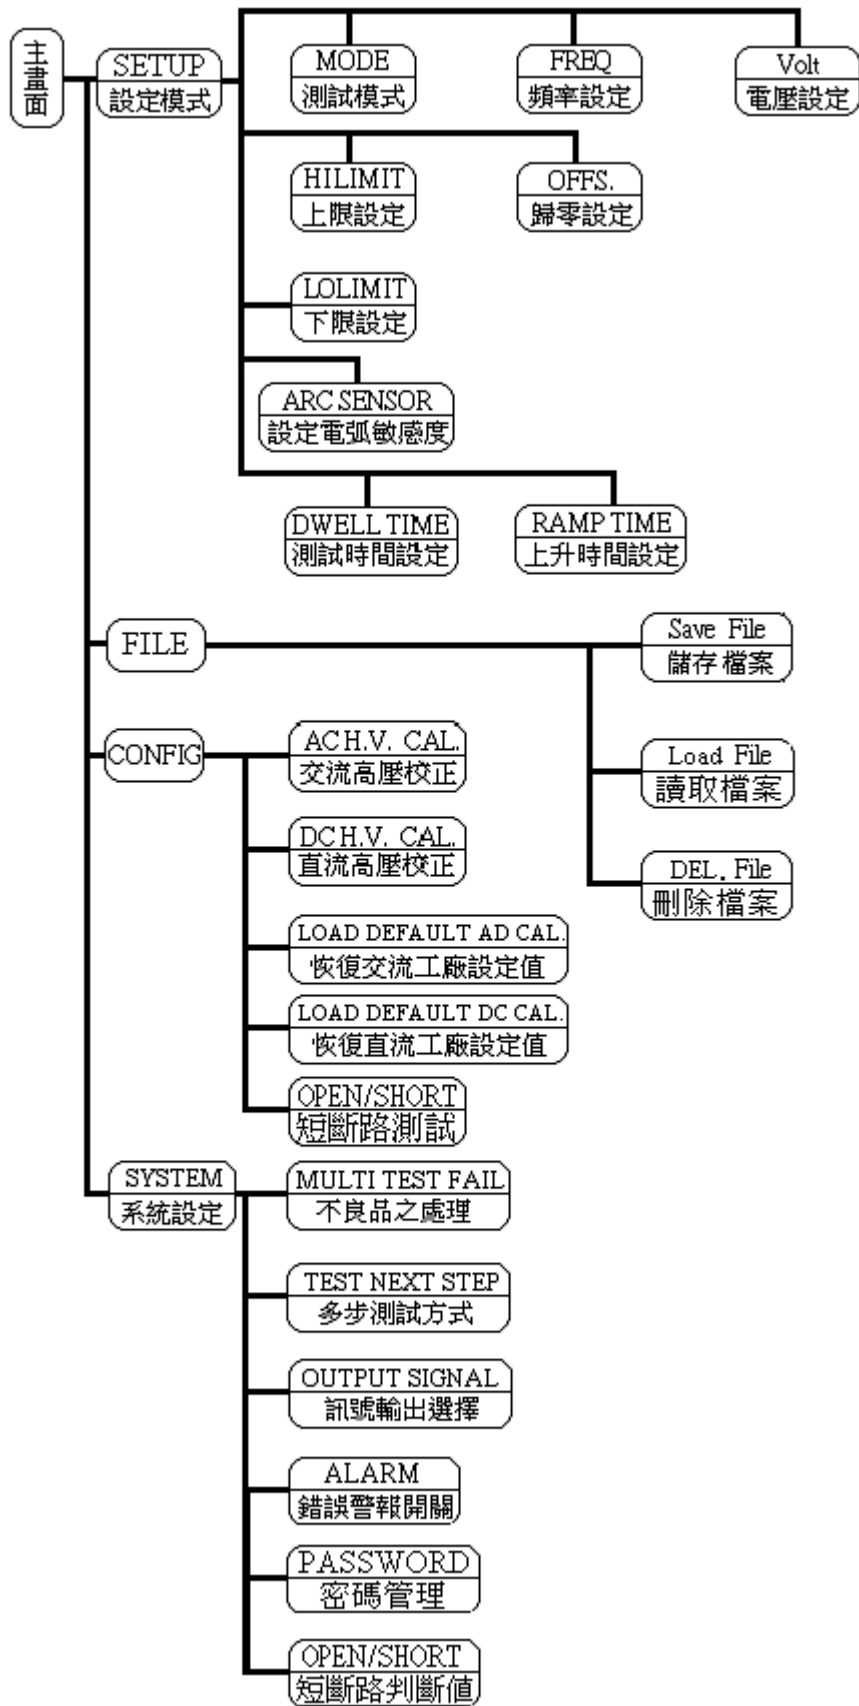 主畫面
SETUP
設定模式
MODE
測試模式
FREQ
頻率設定
Volt
電壓設定
HILIMIT
上限設定
OFFS.
歸零設定
LOLIMIT
下限設定
ARC SENSOR
設定電弧敏感度
DWELL TIME
測試時間設定
RAMP TIME
上升時間設定
FILE
Save File
儲存檔案
Load File
讀取檔案
DEL. File
刪除檔案
CONFIG
AC H.V. CAL.
交流高壓校正
DC H.V. CAL.
直流高壓校正
LOAD DEFAULT AD CAL.
恢復交流工廠設定值
LOAD DEFAULT DC CAL.
恢復直流工廠設定值
OPEN/SHORT
短斷路測試
SYSTEM
系統設定
MULTI TEST FAIL
不良品之處理
TEST NEXT STEP
多步測試方式
OUTPUT SIGNAL
訊號輸出選擇
ALARM
錯誤警報開關
PASSWORD
密碼管理
OPEN/SHORT
短斷路判斷值